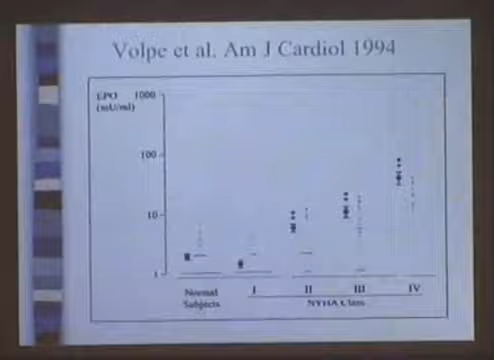 Volpe et al. Am J Cardiol 1994
EPO
(mU/ml)
1000
100
10
1
Normal
Subjects
I II III IV
NYHA Class